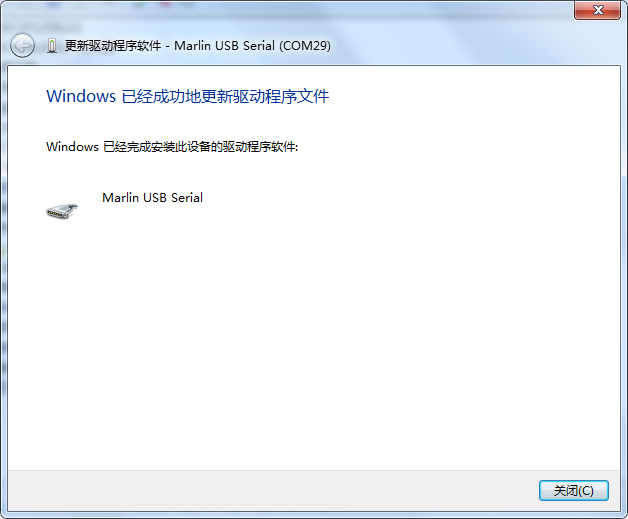 更新驱动程序软件 - Marlin USB Serial (COM29)
Windows 已经成功地更新驱动程序文件
Windows 已经完成安装此设备的驱动程序软件:
Marlin USB Serial
关闭(C)